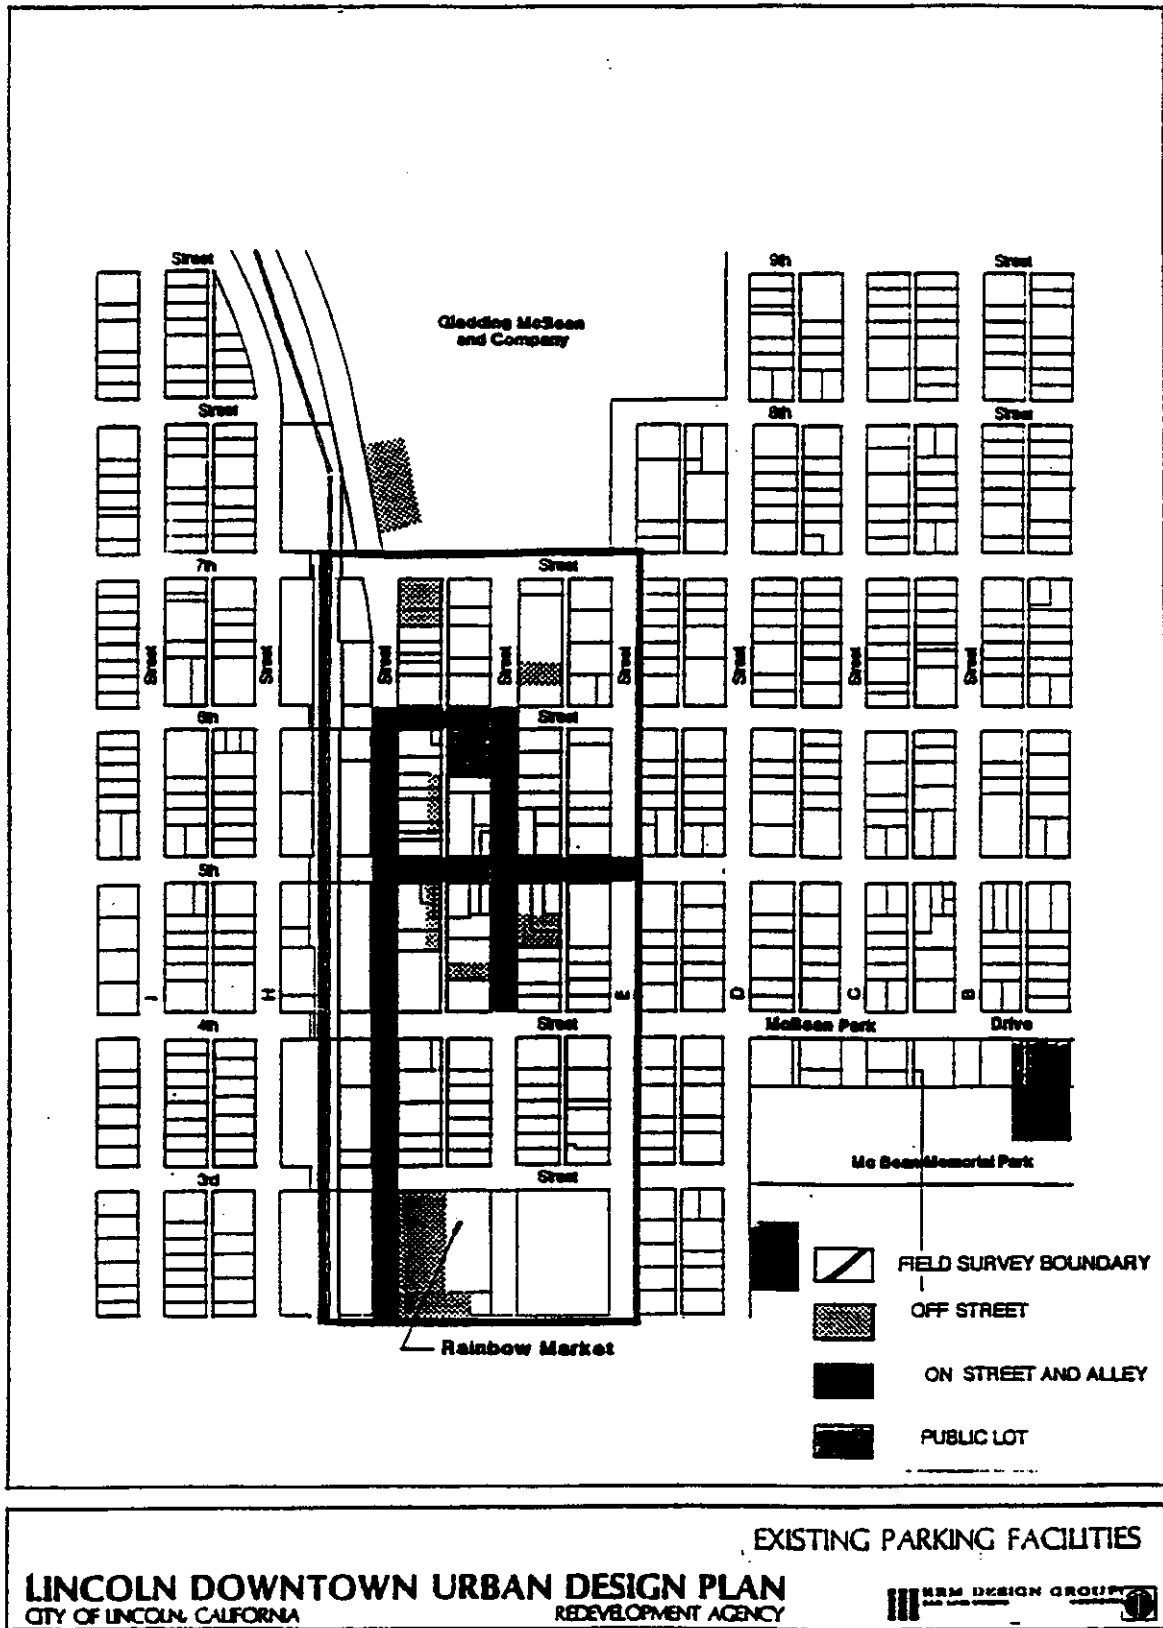 Street
9th
Street
Gladding McBean
and Company
Street
8th
Street
7th
Street
Street
Street
Street
Street
Street
Street
Street
Street
6th
Street
5th
I
H
E
D
C
B
4th
Street
McBean Park
Drive
3rd
Street
Mc Bean Memorial Park
FIELD SURVEY BOUNDARY
OFF STREET
ON STREET AND ALLEY
PUBLIC LOT
Rainbow Market
EXISTING PARKING FACILITIES
LINCOLN DOWNTOWN URBAN DESIGN PLAN
CITY OF LINCOLN, CALIFORNIA
REDEVELOPMENT AGENCY
RRM DESIGN GROUP